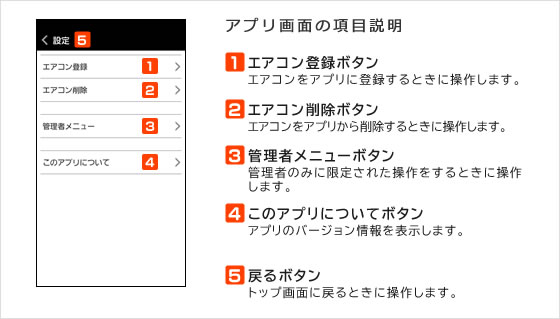 設定 5
エアコン登録 1
エアコン削除 2
管理者メニュー 3
このアプリについて 4
アプリ画面の項目説明
1 エアコン登録ボタン
エアコンをアプリに登録するときに操作します。
2 エアコン削除ボタン
エアコンをアプリから削除するときに操作します。
3 管理者メニューボタン
管理者のみに限定された操作をするときに操作
します。
4 このアプリについてボタン
アプリのバージョン情報を表示します。
5 戻るボタン
トップ画面に戻るときに操作します。